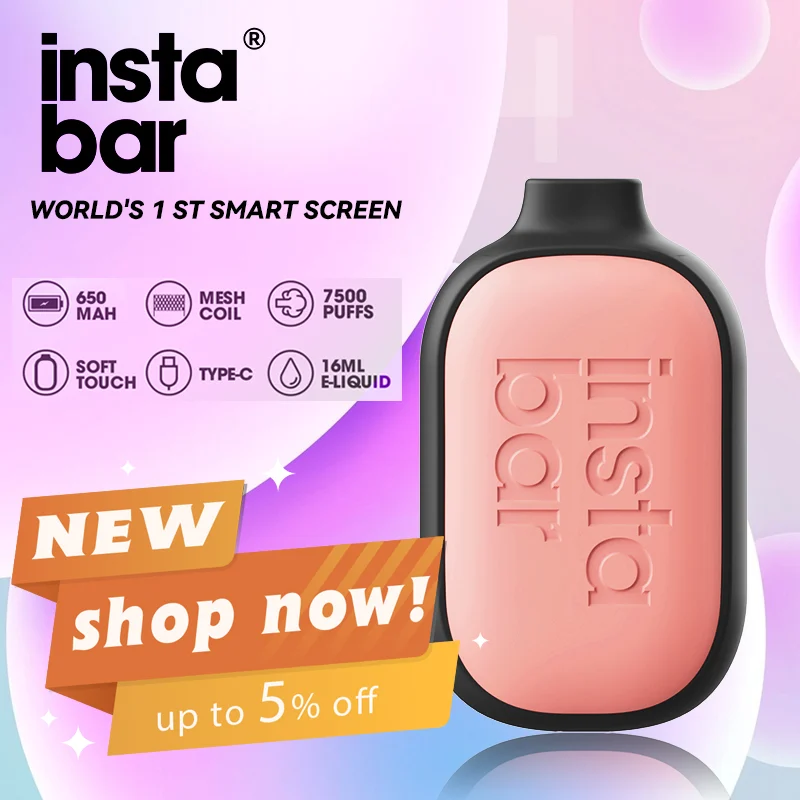 insta®
bar
WORLD'S 1 ST SMART SCREEN
650
MAH
MESH
COIL
7500
PUFFS
SOFT
TOUCH
TYPE-C
16ML
E-LIQUID
insta
bar
NEW
shop now!
up to 5% off